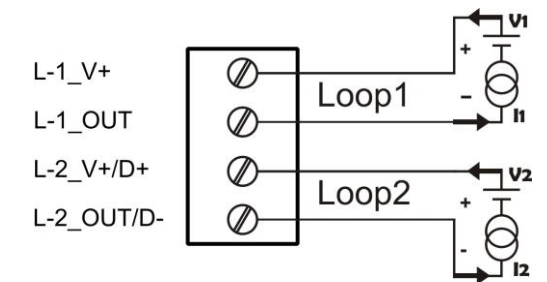 V1
L-1_V+
+
Loop1
L-1_OUT
–
I1
L-2_V+/D+
V2
Loop2
+
L-2_OUT/D-
-
I2